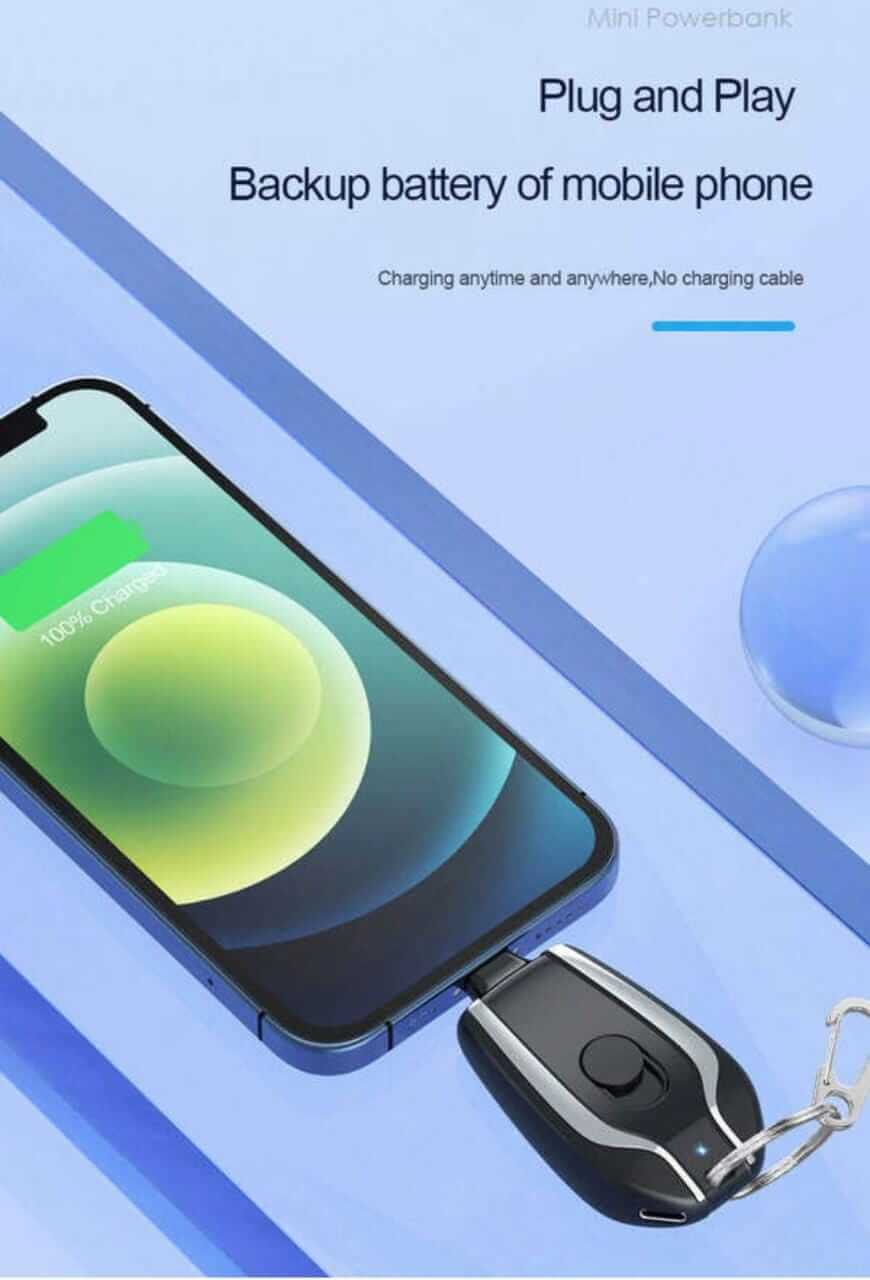 Mini Powerbank
Plug and Play
Backup battery of mobile phone
Charging anytime and anywhere,No charging cable
100% Charged